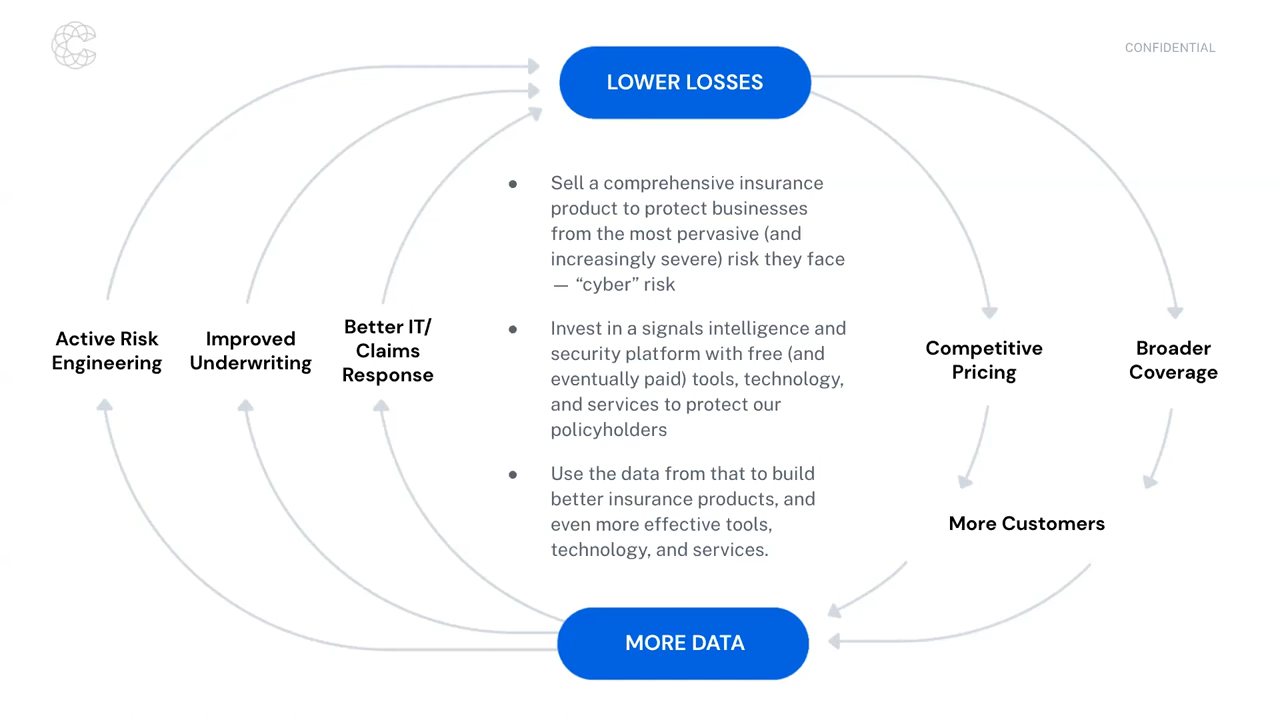 CONFIDENTIAL
LOWER LOSSES
● Sell a comprehensive insurance
product to protect businesses
from the most pervasive (and
increasingly severe) risk they face
— “cyber” risk
● Invest in a signals intelligence and
security platform with free (and
eventually paid) tools, technology,
and services to protect our
policyholders
● Use the data from that to build
better insurance products, and
even more effective tools,
technology, and services.
Active Risk
Engineering
Improved
Underwriting
Better IT/
Claims
Response
Competitive
Pricing
Broader
Coverage
More Customers
MORE DATA